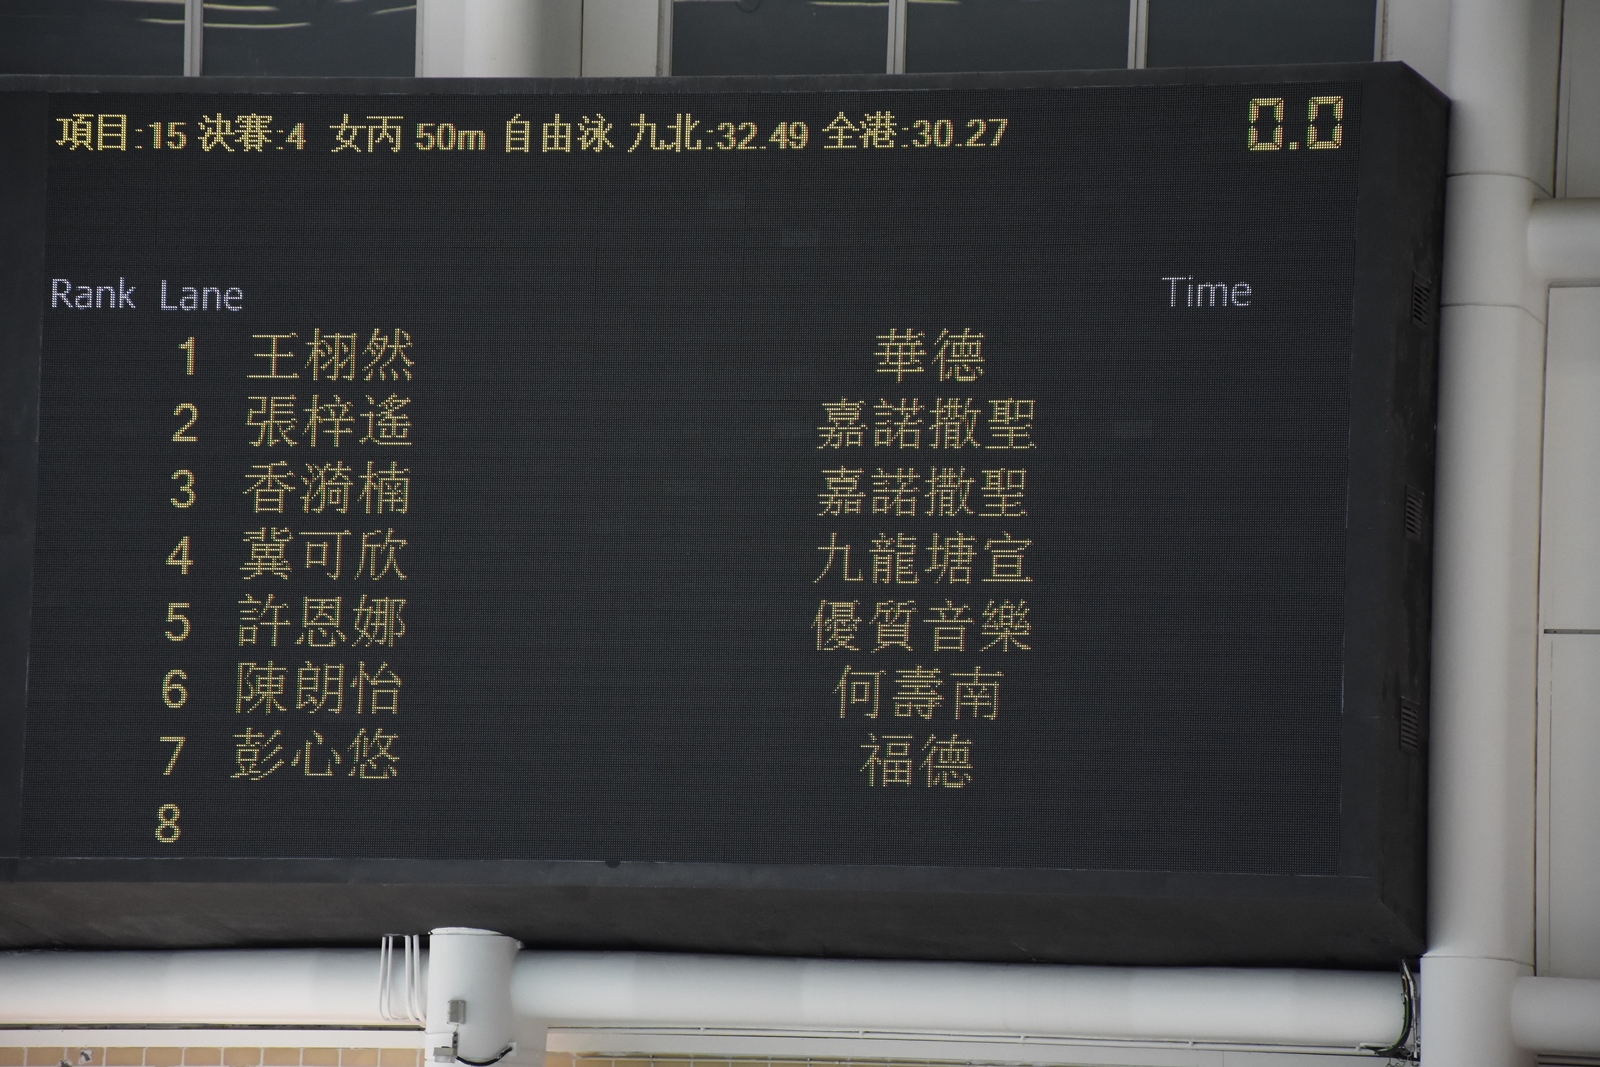 項目:15 決賽:4 女丙 50m 自由泳 九北:32.49 全港:30.27 0.0
Rank Lane Time
1 王栩然 華德
2 張梓遙 嘉諾撒聖
3 香漪楠 嘉諾撒聖
4 冀可欣 九龍塘宣
5 許恩娜 優質音樂
6 陳朗怡 何壽南
7 彭心悠 福德
8